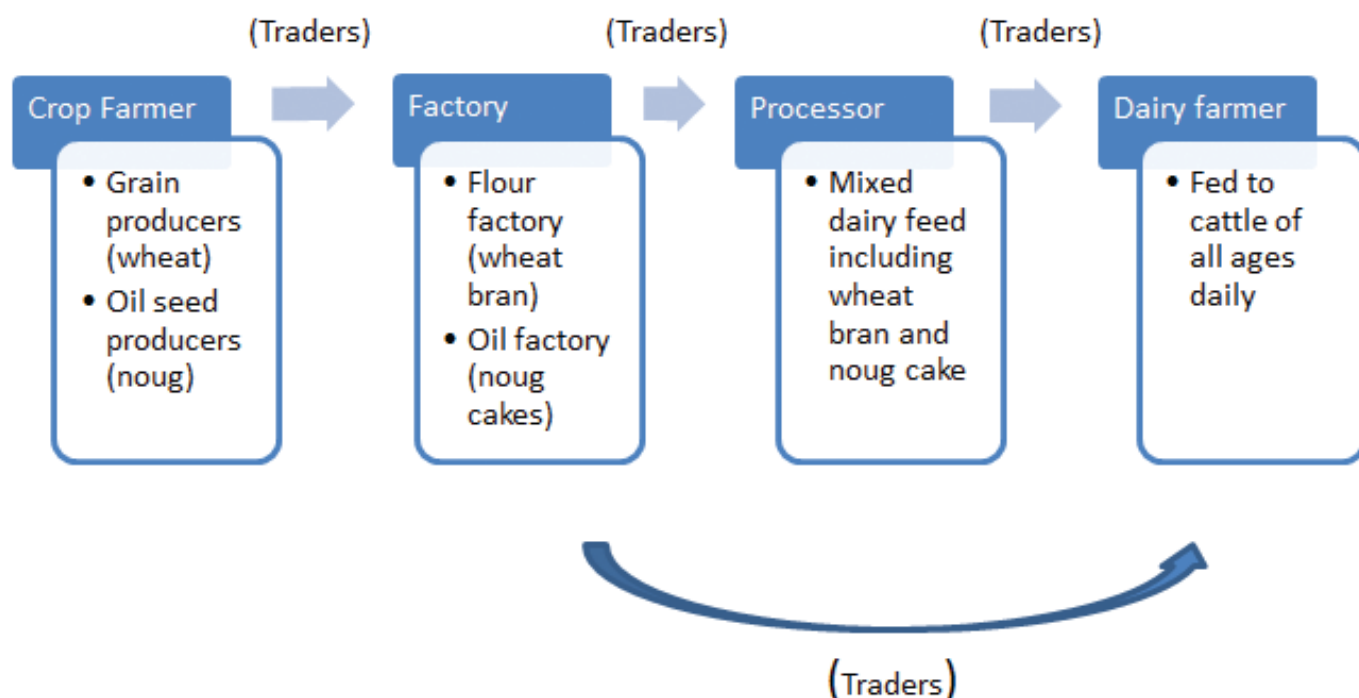 (Traders)
(Traders)
(Traders)
Crop Farmer
• Grain
producers
(wheat)
• Oil seed
producers
(noug)
Factory
• Flour
factory
(wheat
bran)
• Oil factory
(noug
cakes)
Processor
• Mixed
dairy feed
including
wheat
bran and
noug cake
Dairy farmer
• Fed to
cattle of
all ages
daily
(Traders)